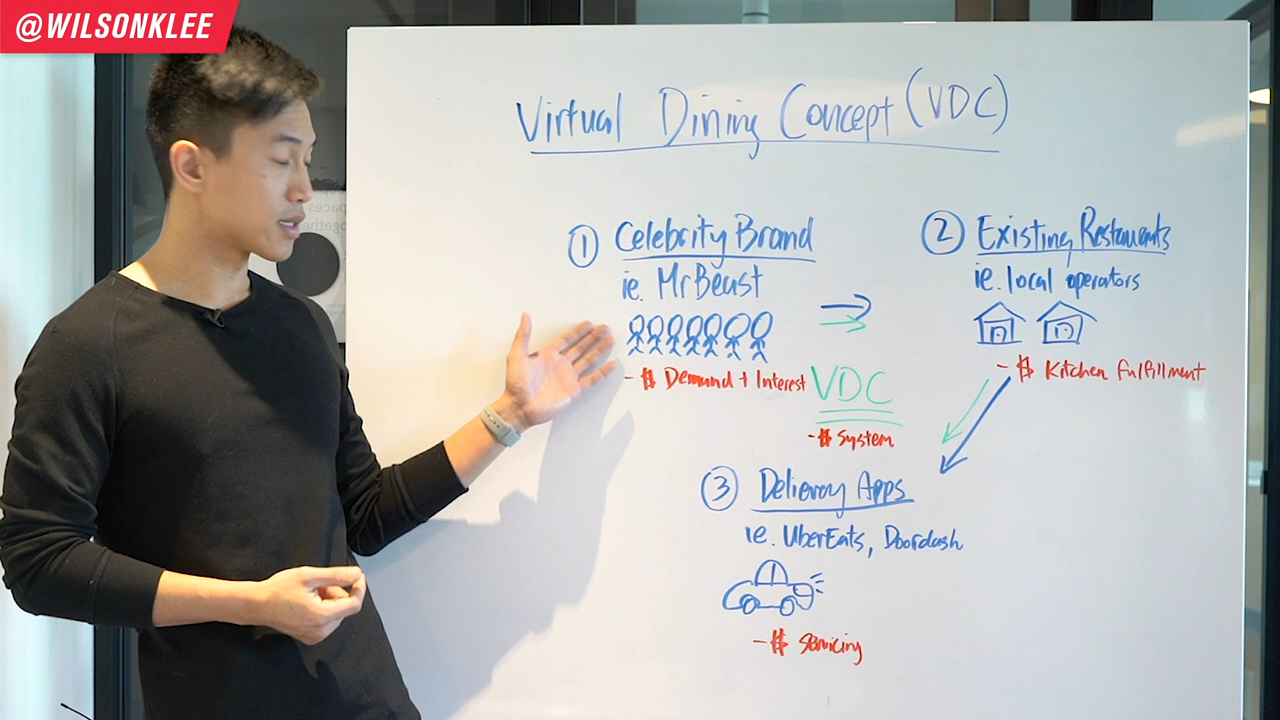 @WILSONKLEE
Virtual Dining Concept (VDC)
① Celebrity Brand
ie. MrBeast
- $ Demand + Interest
② Existing Restaurants
ie. local operators
- $ Kitchen Fulfillment
VDC
- $ System
③ Delievey Apps
ie. UberEats, Doordash
- $ Servicing